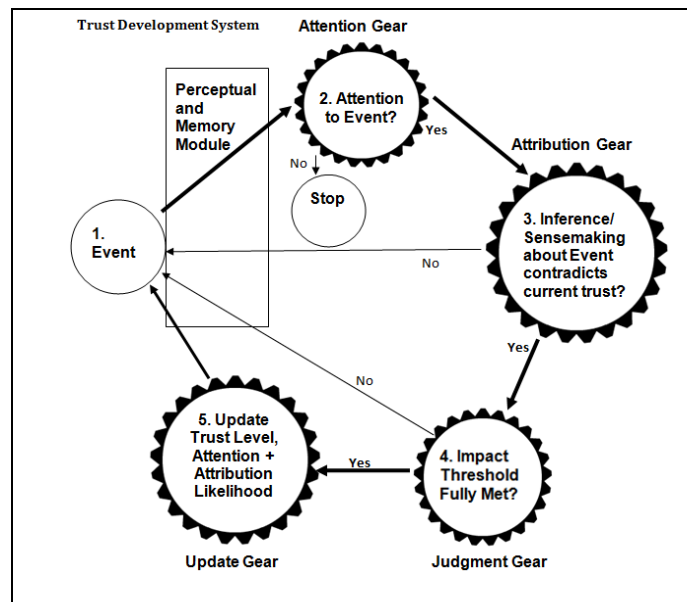 Trust Development System
Attention Gear
Perceptual
and
Memory
Module
2. Attention
to Event?
Yes
No
Stop
Attribution Gear
1.
Event
3. Inference/
Sensemaking
about Event
contradicts
current trust?
No
Yes
No
5. Update
Trust Level,
Attention +
Attribution
Likelihood
Yes
4. Impact
Threshold
Fully Met?
Update Gear
Judgment Gear